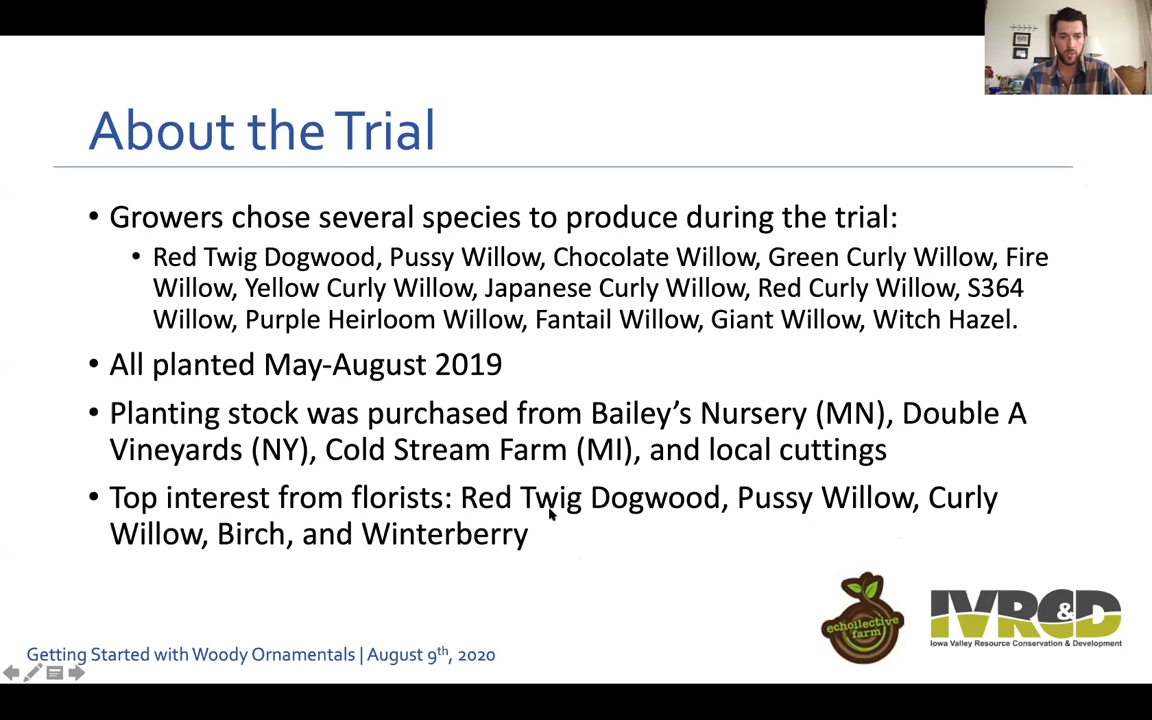 About the Trial
• Growers chose several species to produce during the trial:
• Red Twig Dogwood, Pussy Willow, Chocolate Willow, Green Curly Willow, Fire
Willow, Yellow Curly Willow, Japanese Curly Willow, Red Curly Willow, S364
Willow, Purple Heirloom Willow, Fantail Willow, Giant Willow, Witch Hazel.
• All planted May-August 2019
• Planting stock was purchased from Bailey’s Nursery (MN), Double A
Vineyards (NY), Cold Stream Farm (MI), and local cuttings
• Top interest from florists: Red Twig Dogwood, Pussy Willow, Curly
Willow, Birch, and Winterberry
echollective
farm
IVRC&D
Iowa Valley Resource Conservation & Development
Getting Started with Woody Ornamentals | August 9th, 2020